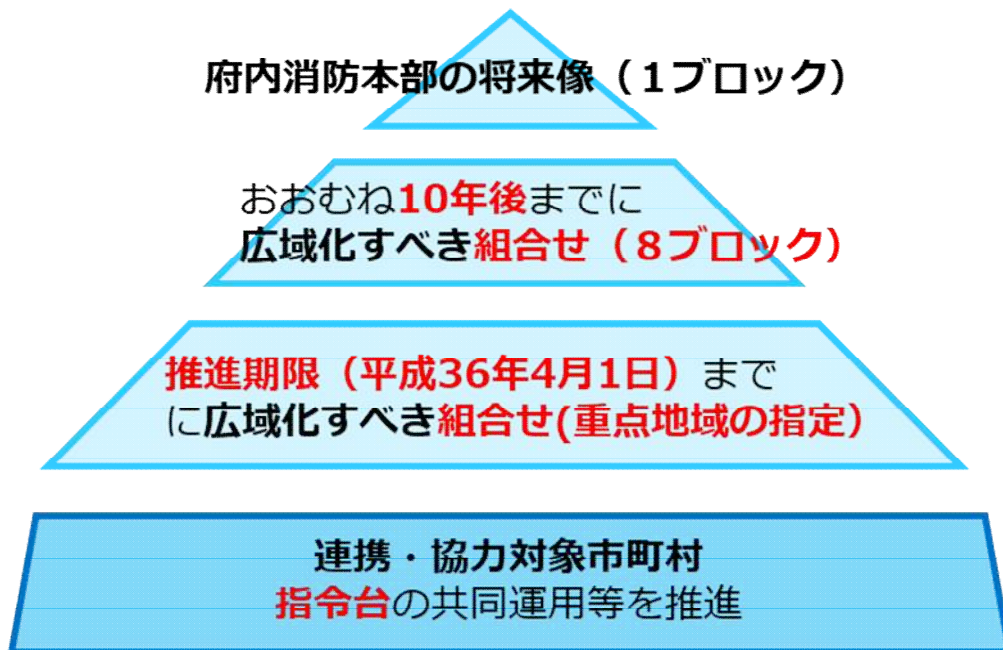 府内消防本部の将来像（1ブロック）
おおむね10年後までに
広域化すべき組合せ（8ブロック）
推進期限（平成36年4月1日）まで
に広域化すべき組合せ(重点地域の指定）
連携・協力対象市町村
指令台の共同運用等を推進